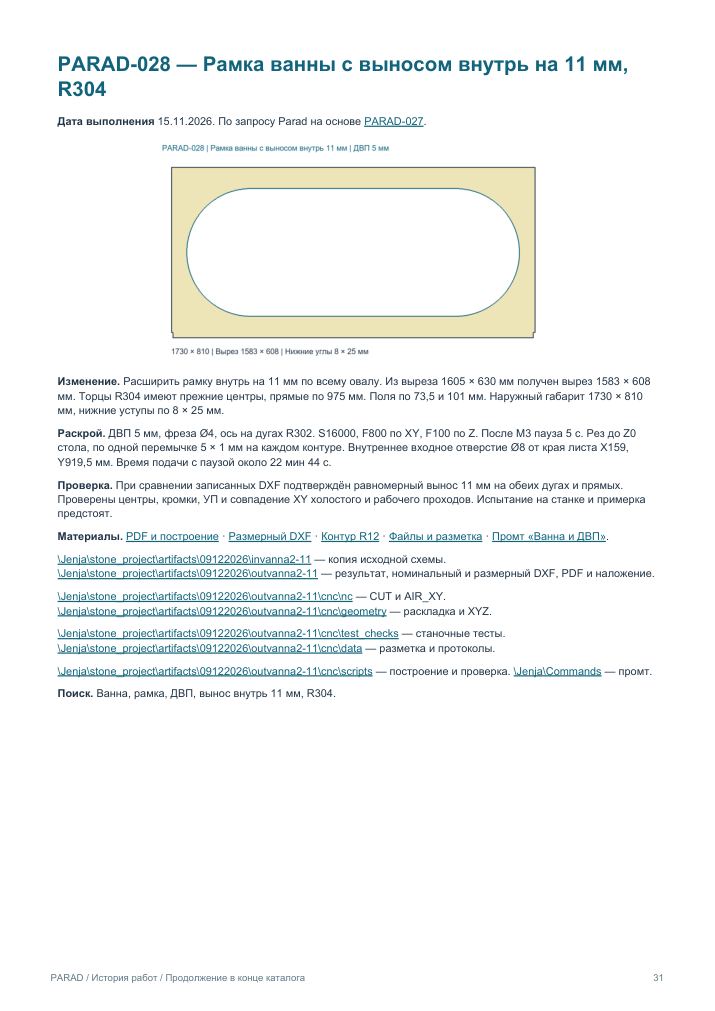 PARAD-028 — Рамка ванны с выносом внутрь на 11 мм,
R304
Дата выполнения 15.11.2026. По запросу Parad на основе PARAD-027.
PARAD-028 | Рамка ванны с выносом внутрь 11 мм | ДВП 5 мм
1730 × 810 | Вырез 1583 × 608 | Нижние углы 8 × 25 мм
Изменение. Расширить рамку внутрь на 11 мм по всему овалу. Из выреза 1605 × 630 мм получен вырез 1583 × 608
мм. Торцы R304 имеют прежние центры, прямые по 975 мм. Поля по 73,5 и 101 мм. Наружный габарит 1730 × 810
мм, нижние уступы по 8 × 25 мм.
Раскрой. ДВП 5 мм, фреза Ø4, ось на дугах R302. S16000, F800 по XY, F100 по Z. После M3 пауза 5 с. Рез до Z0
стола, по одной перемычке 5 × 1 мм на каждом контуре. Внутреннее входное отверстие Ø8 от края листа X159,
Y919,5 мм. Время подачи с паузой около 22 мин 44 с.
Проверка. При сравнении записанных DXF подтверждён равномерный вынос 11 мм на обеих дугах и прямых.
Проверены центры, кромки, УП и совпадение XY холостого и рабочего проходов. Испытание на станке и примерка
предстоят.
Материалы. PDF и построение · Размерный DXF · Контур R12 · Файлы и разметка · Промт «Ванна и ДВП».
\Jenja\stone_project\artifacts\09122026\invanna2-11 — копия исходной схемы.
\Jenja\stone_project\artifacts\09122026\outvanna2-11 — результат, номинальный и размерный DXF, PDF и наложение.
\Jenja\stone_project\artifacts\09122026\outvanna2-11\cnc\nc — CUT и AIR_XY.
\Jenja\stone_project\artifacts\09122026\outvanna2-11\cnc\geometry — раскладка и XYZ.
\Jenja\stone_project\artifacts\09122026\outvanna2-11\cnc\test_checks — станочные тесты.
\Jenja\stone_project\artifacts\09122026\outvanna2-11\cnc\data — разметка и протоколы.
\Jenja\stone_project\artifacts\09122026\outvanna2-11\cnc\scripts — построение и проверка. \Jenja\Commands — промт.
Поиск. Ванна, рамка, ДВП, вынос внутрь 11 мм, R304.
PARAD / История работ / Продолжение в конце каталога
31